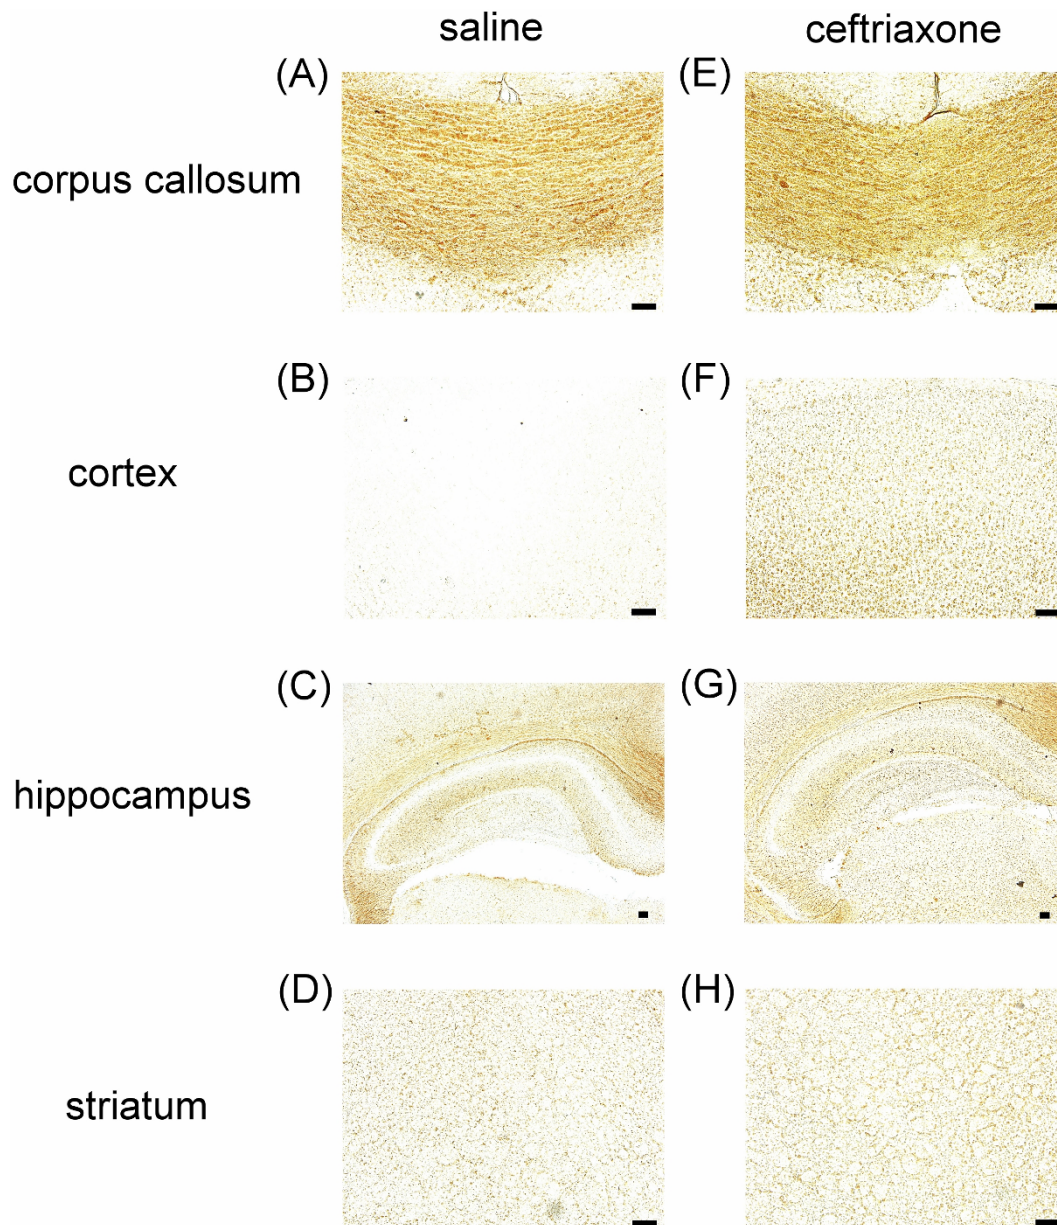 saline ceftriaxone
(A) (E)
corpus callosum
(B) (F)
cortex
(C) (G)
hippocampus
(D) (H)
striatum